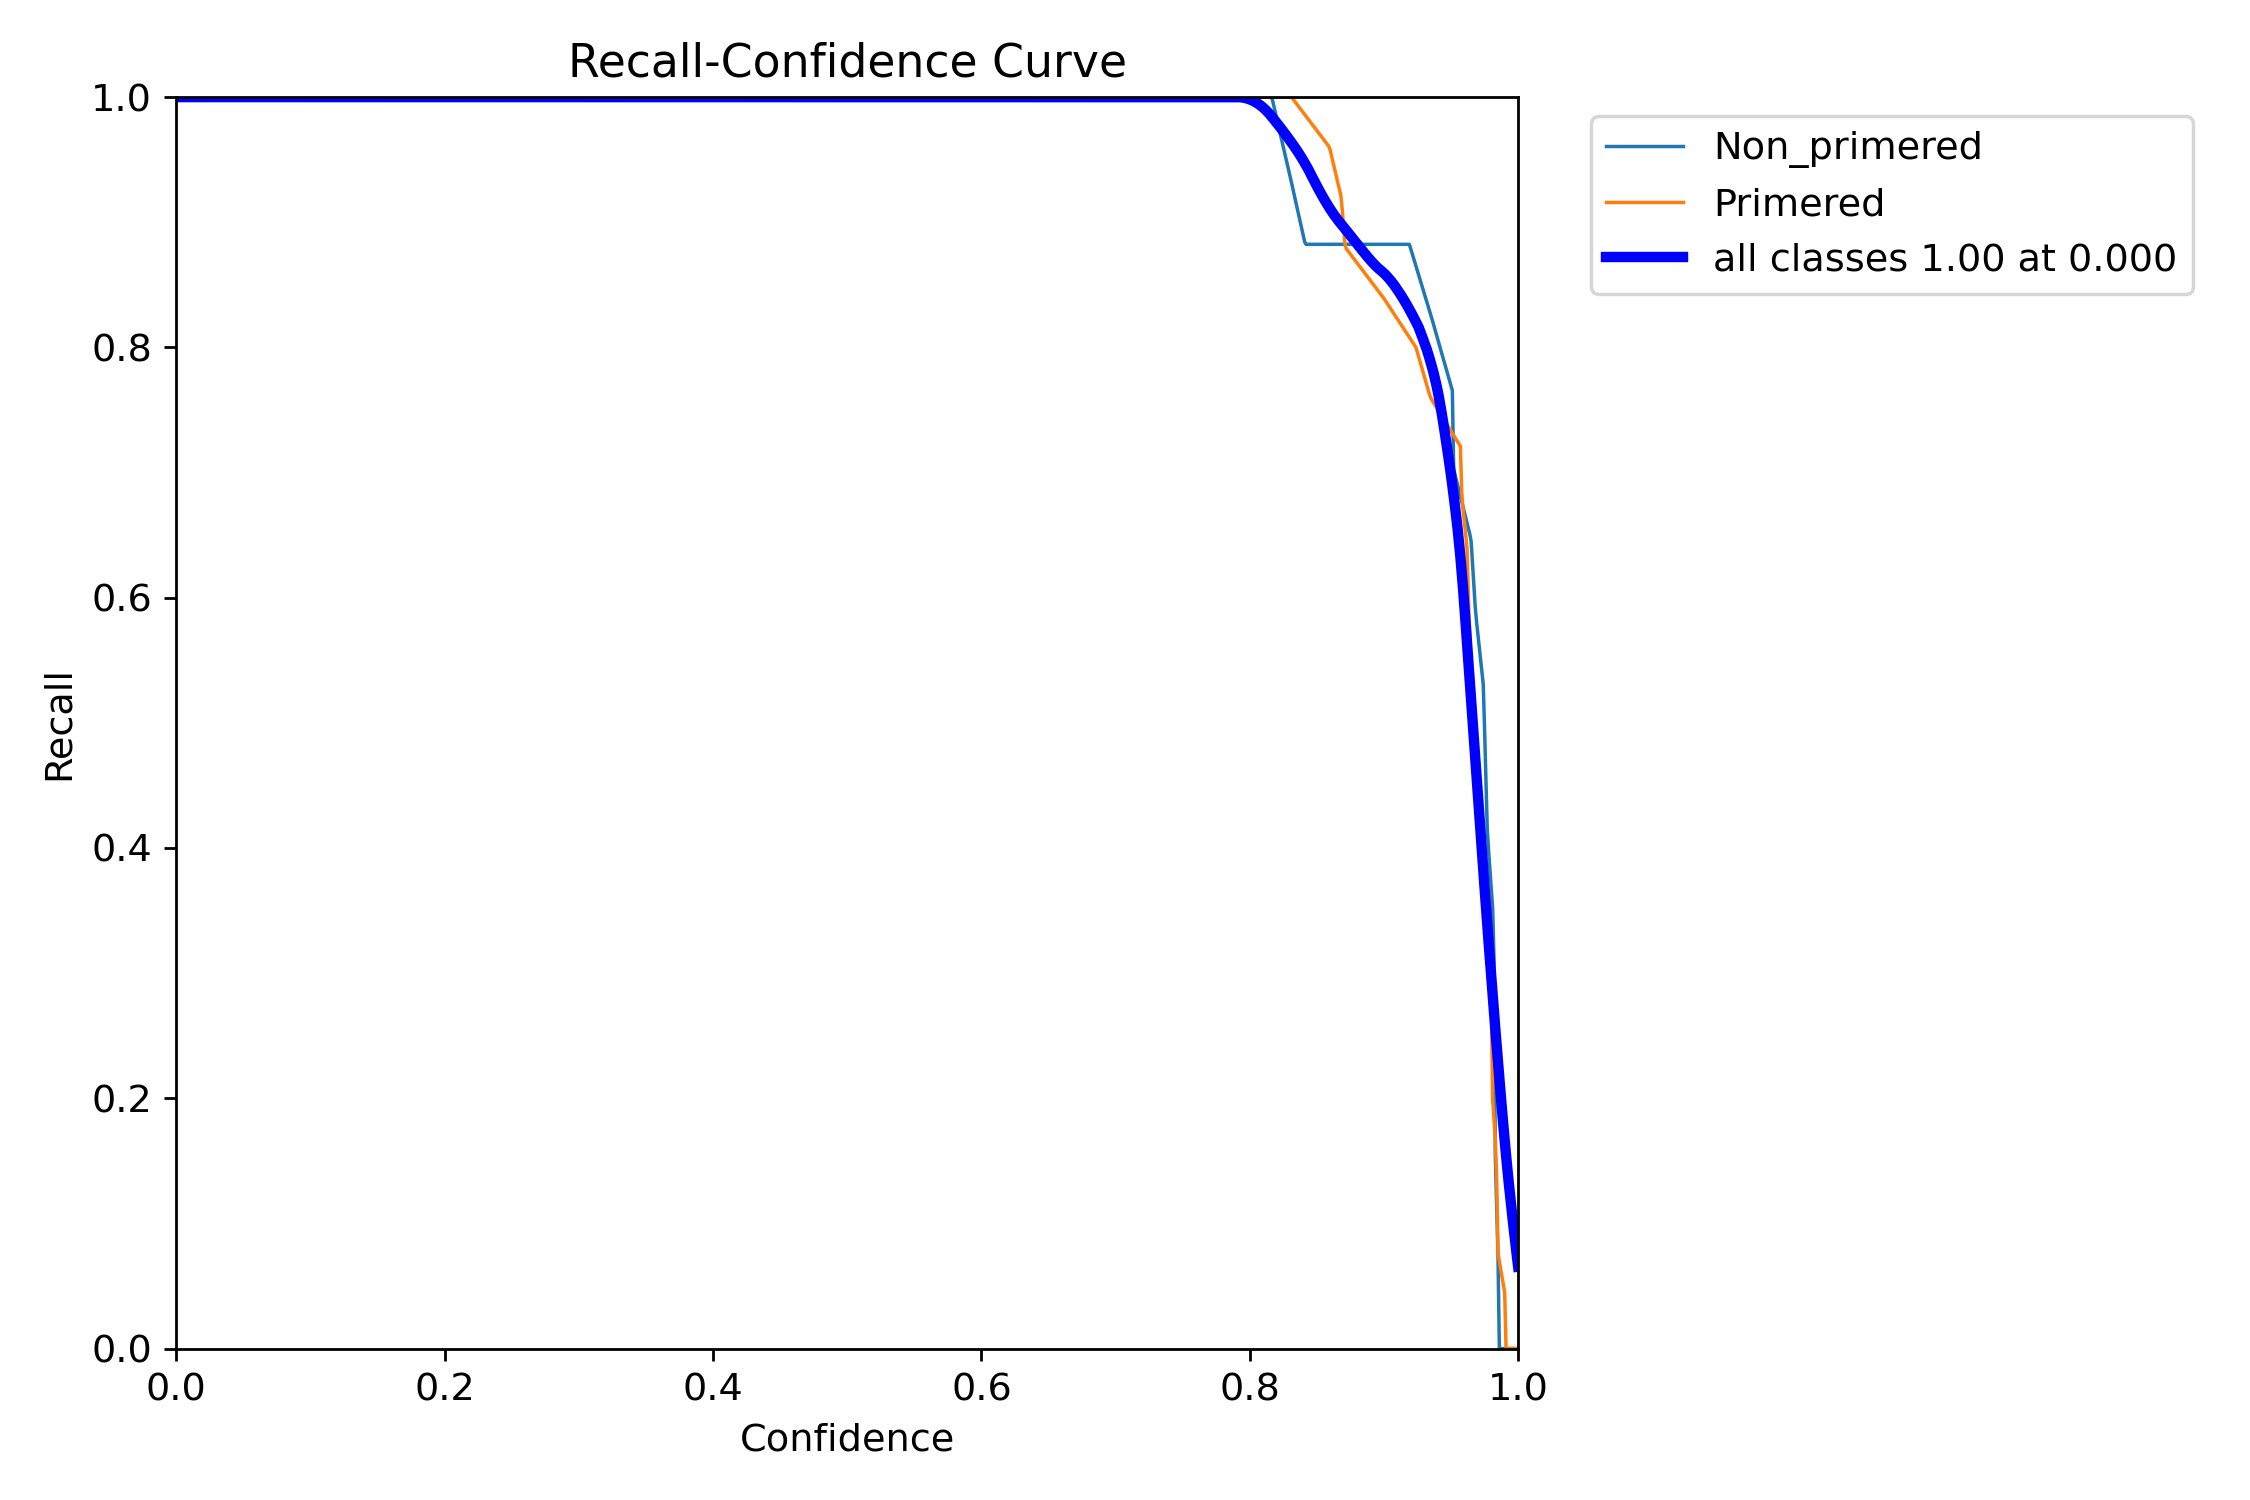 Recall-Confidence Curve
1.0
0.8
0.6
0.4
0.2
0.0
Recall
0.0 0.2 0.4 0.6 0.8 1.0
Confidence
Non_primered
Primered
all classes 1.00 at 0.000